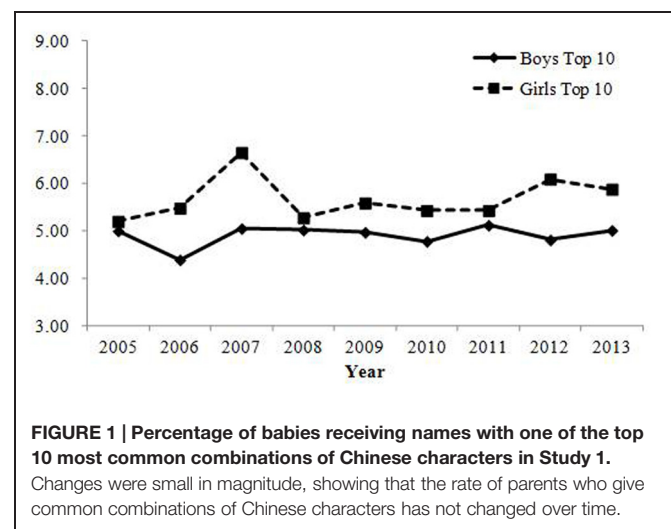 9.00
8.00
7.00
6.00
5.00
4.00
3.00
Boys Top 10
Girls Top 10
2005 2006 2007 2008 2009 2010 2011 2012 2013
Year
FIGURE 1 | Percentage of babies receiving names with one of the top
10 most common combinations of Chinese characters in Study 1.
Changes were small in magnitude, showing that the rate of parents who give
common combinations of Chinese characters has not changed over time.